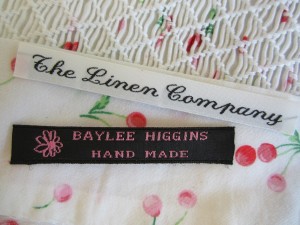 The Linen Company
BAYLEE HIGGINS
HAND MADE